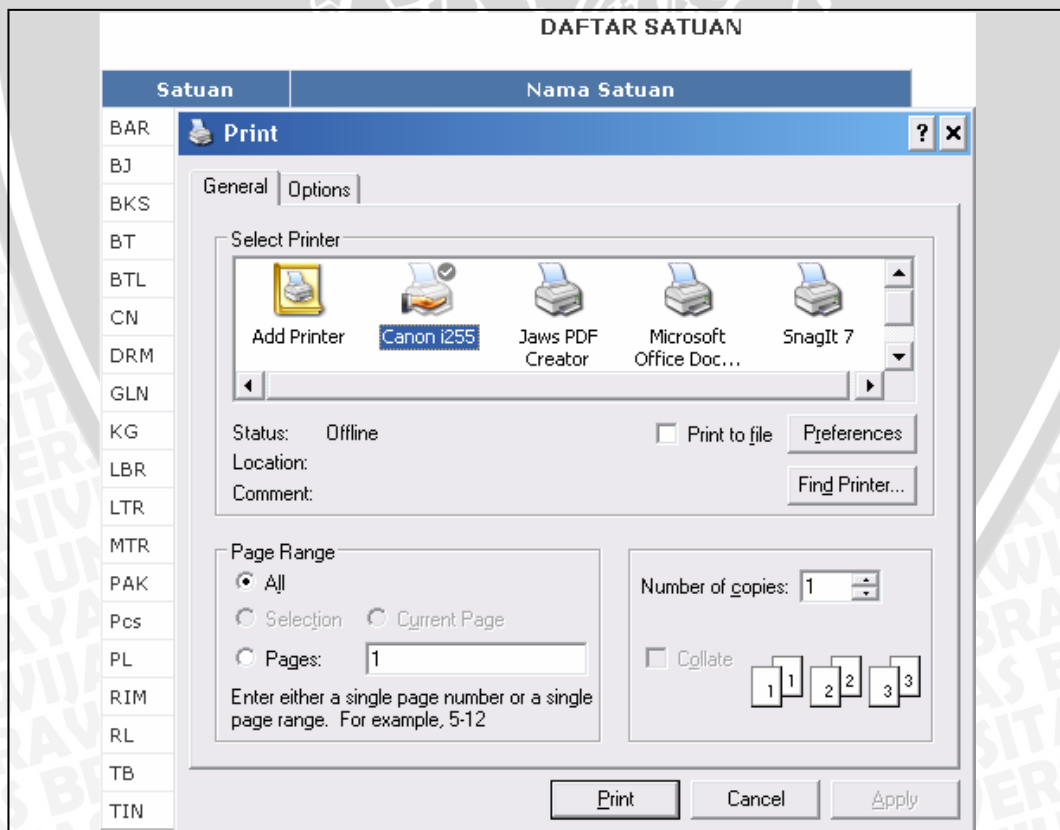 DAFTAR SATUAN
Satuan Nama Satuan
BAR
BJ
BKS
BT
BTL
CN
DRM
GLN
KG
LBR
LTR
MTR
PAK
Pcs
PL
RIM
RL
TB
TIN
Print
General Options
Select Printer
Add Printer Canon i255 Jaws PDF Creator Microsoft Office Doc... SnagIt 7
Status: Offline
Print to file Preferences
Location:
Comment:
Find Printer...
Page Range
All
Selection Current Page
Pages: 1
Enter either a single page number or a single
page range. For example, 5-12
Number of copies: 1
Collate
1 1 2 2 3 3
Print Cancel Apply